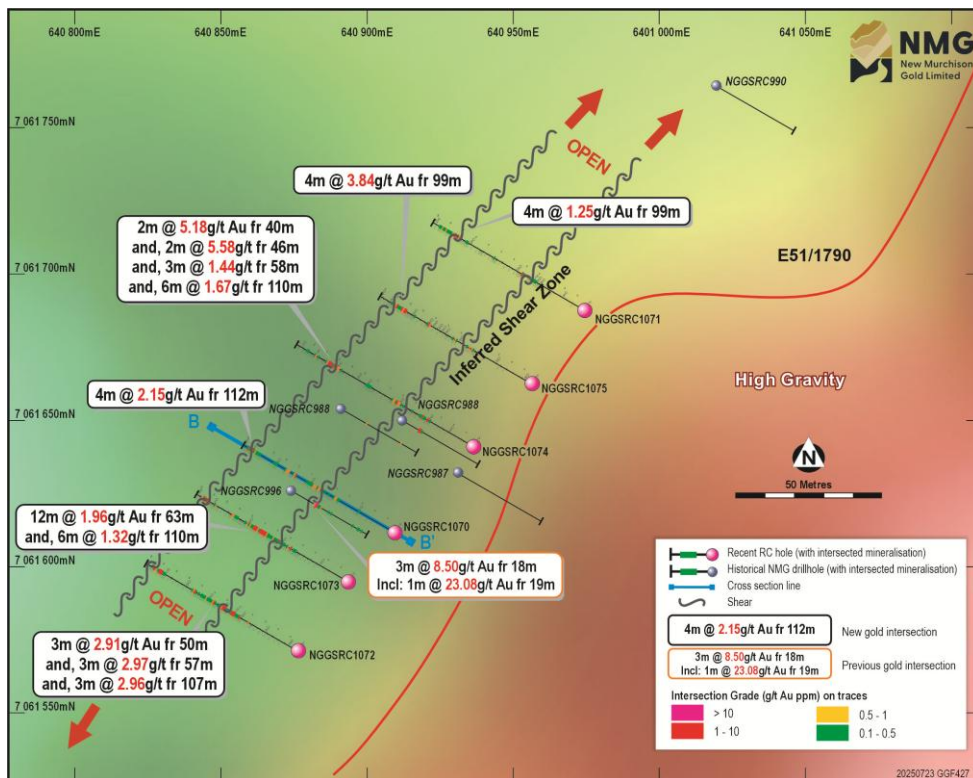 640 800mE
640 850mE
640 900mE
640 950mE
6401 000mE
641 050mE
NMG
New Murchison
Gold Limited
NGGSRC990
7 061 750mN
OPEN
4m @ 3.84g/t Au fr 99m
4m @ 1.25g/t Au fr 99m
2m @ 5.18g/t Au fr 40m
and, 2m @ 5.58g/t fr 46m
and, 3m @ 1.44g/t fr 58m
and, 6m @ 1.67g/t fr 110m
E51/1790
7 061 700mN
Inferred Shear Zone
NGGSRC1071
NGGSRC1075
High Gravity
4m @ 2.15g/t Au fr 112m
NGGSRC988
NGGSRC988
7 061 650mN
B
NGGSRC1074
NGGSRC987
N
50 Metres
NGGSRC996
12m @ 1.96g/t Au fr 63m
and, 6m @ 1.32g/t fr 110m
NGGSRC1070
B'
7 061 600mN
3m @ 8.50g/t Au fr 18m
Incl: 1m @ 23.08g/t Au fr 19m
NGGSRC1073
OPEN
3m @ 2.91g/t Au fr 50m
and, 3m @ 2.97g/t fr 57m
and, 3m @ 2.96g/t fr 107m
NGGSRC1072
7 061 550mN
Recent RC hole (with intersected mineralisation)
Historical NMG drillhole (with intersected mineralisation)
Cross section line
Shear
4m @ 2.15g/t Au fr 112m
New gold intersection
3m @ 8.50g/t Au fr 18m
Incl: 1m @ 23.08g/t Au fr 19m
Previous gold intersection
Intersection Grade (g/t Au ppm) on traces
> 10
0.5 - 1
1 - 10
0.1 - 0.5
20250723 GGF427